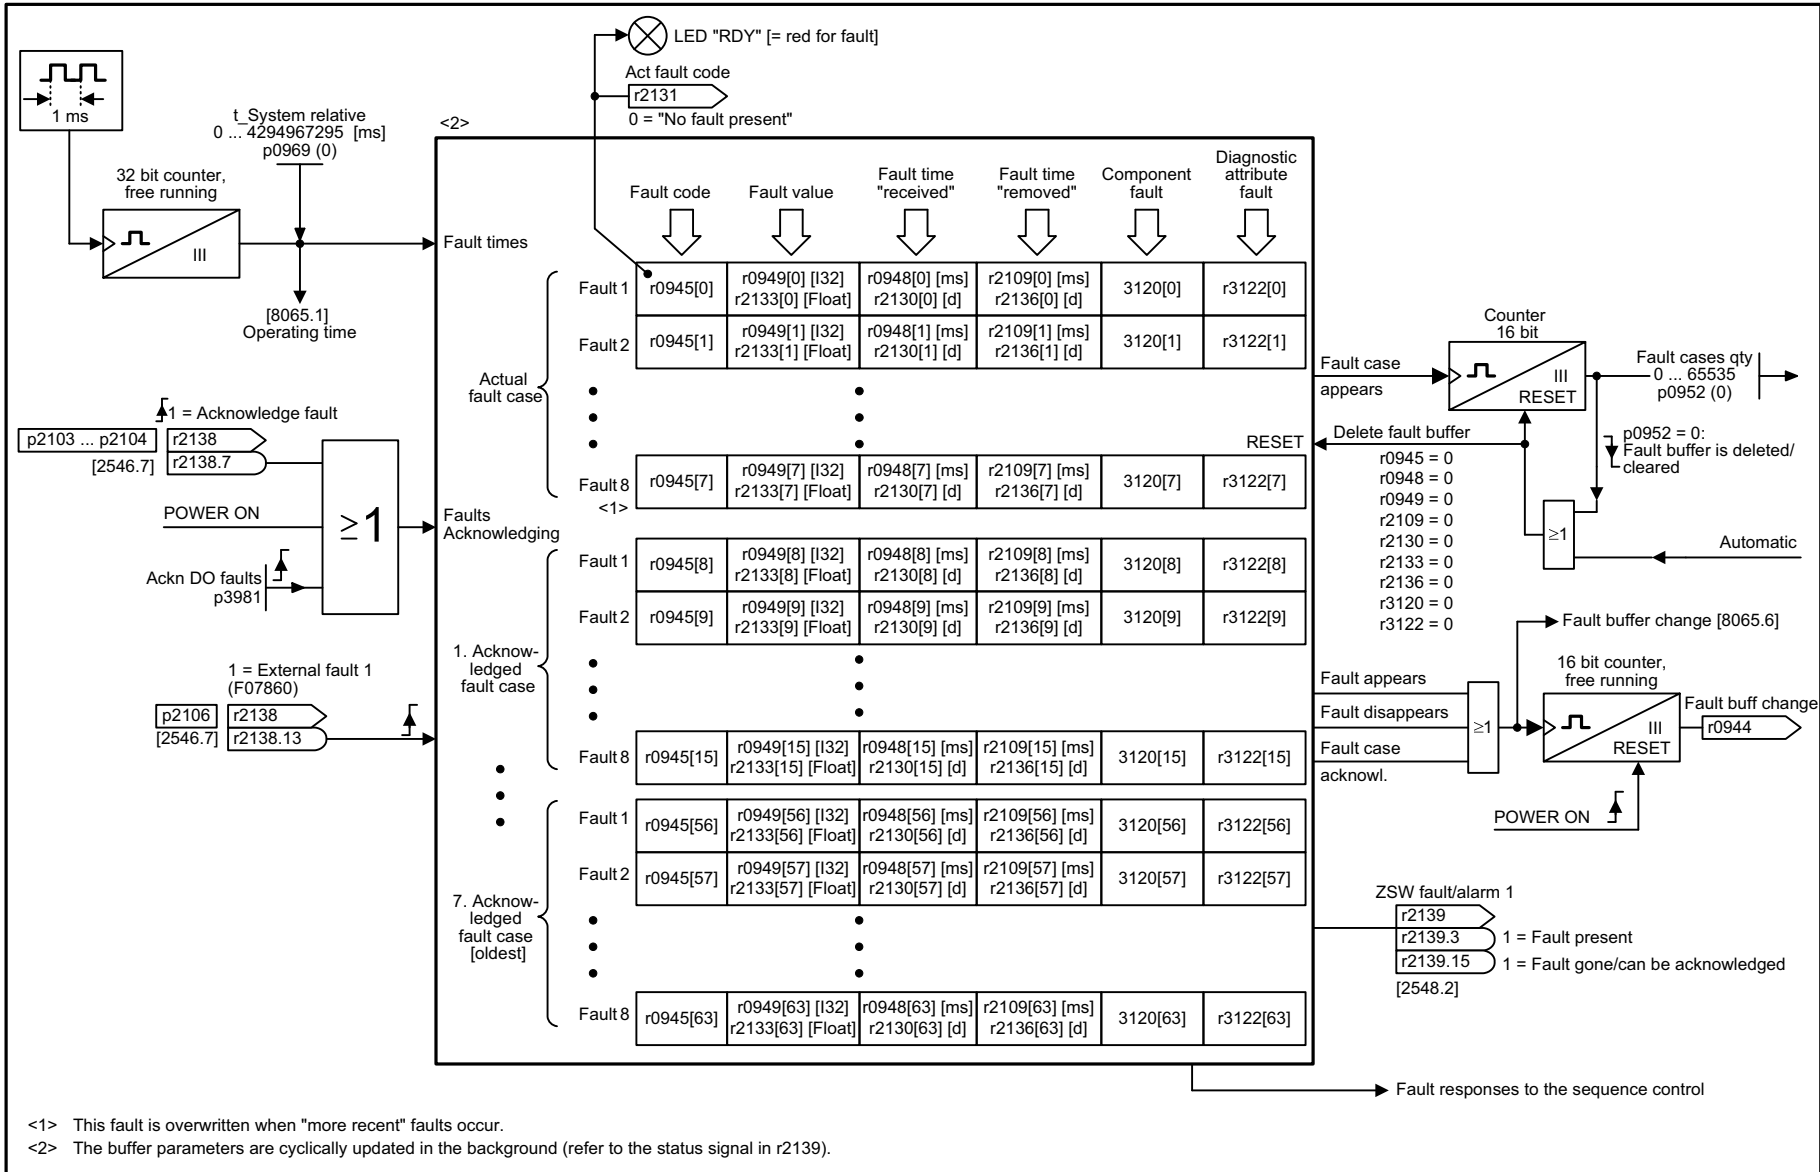 LED "RDY" [= red for fault]
Act fault code
r2131
0 = "No fault present"
1 ms
t_System relative
0 ... 4294967295 [ms]
p0969 (0)
<2>
32 bit counter,
free running
III
[8065.1]
Operating time
Fault times
Fault code
Fault value
Fault time
"received"
Fault time
"removed"
Component
fault
Diagnostic
attribute
fault
Actual
fault case
Fault 1
r0945[0]
r0949[0] [I32]
r2133[0] [Float]
r0948[0] [ms]
r2130[0] [d]
r2109[0] [ms]
r2136[0] [d]
3120[0]
r3122[0]
Fault 2
r0945[1]
r0949[1] [I32]
r2133[1] [Float]
r0948[1] [ms]
r2130[1] [d]
r2109[1] [ms]
r2136[1] [d]
3120[1]
r3122[1]
Fault 8
<1>
r0945[7]
r0949[7] [I32]
r2133[7] [Float]
r0948[7] [ms]
r2130[7] [d]
r2109[7] [ms]
r2136[7] [d]
3120[7]
r3122[7]
1 = Acknowledge fault
p2103 ... p2104
r2138
[2546.7]
r2138.7
POWER ON
≥1
Ackn DO faults
p3981
Faults
Acknowledging
1. Acknow-
ledged
fault case
Fault 1
r0945[8]
r0949[8] [I32]
r2133[8] [Float]
r0948[8] [ms]
r2130[8] [d]
r2109[8] [ms]
r2136[8] [d]
3120[8]
r3122[8]
Fault 2
r0945[9]
r0949[9] [I32]
r2133[9] [Float]
r0948[9] [ms]
r2130[9] [d]
r2109[9] [ms]
r2136[9] [d]
3120[9]
r3122[9]
Fault 8
r0945[15]
r0949[15] [I32]
r2133[15] [Float]
r0948[15] [ms]
r2130[15] [d]
r2109[15] [ms]
r2136[15] [d]
3120[15]
r3122[15]
1 = External fault 1
(F07860)
p2106
r2138
[2546.7]
r2138.13
7. Acknow-
ledged
fault case
[oldest]
Fault 1
r0945[56]
r0949[56] [I32]
r2133[56] [Float]
r0948[56] [ms]
r2130[56] [d]
r2109[56] [ms]
r2136[56] [d]
3120[56]
r3122[56]
Fault 2
r0945[57]
r0949[57] [I32]
r2133[57] [Float]
r0948[57] [ms]
r2130[57] [d]
r2109[57] [ms]
r2136[57] [d]
3120[57]
r3122[57]
Fault 8
r0945[63]
r0949[63] [I32]
r2133[63] [Float]
r0948[63] [ms]
r2130[63] [d]
r2109[63] [ms]
r2136[63] [d]
3120[63]
r3122[63]
Fault case
appears
Counter
16 bit
III
RESET
Fault cases qty
0 ... 65535
p0952 (0)
RESET
Delete fault buffer
r0945 = 0
r0948 = 0
r0949 = 0
r2109 = 0
r2130 = 0
r2133 = 0
r2136 = 0
r3120 = 0
r3122 = 0
p0952 = 0:
Fault buffer is deleted/
cleared
≥1
Automatic
Fault buffer change [8065.6]
Fault appears
Fault disappears
Fault case
acknowl.
≥1
16 bit counter,
free running
III
RESET
Fault buff change
r0944
POWER ON
ZSW fault/alarm 1
r2139
r2139.3
1 = Fault present
r2139.15
1 = Fault gone/can be acknowledged
[2548.2]
Fault responses to the sequence control
<1> This fault is overwritten when "more recent" faults occur.
<2> The buffer parameters are cyclically updated in the background (refer to the status signal in r2139).